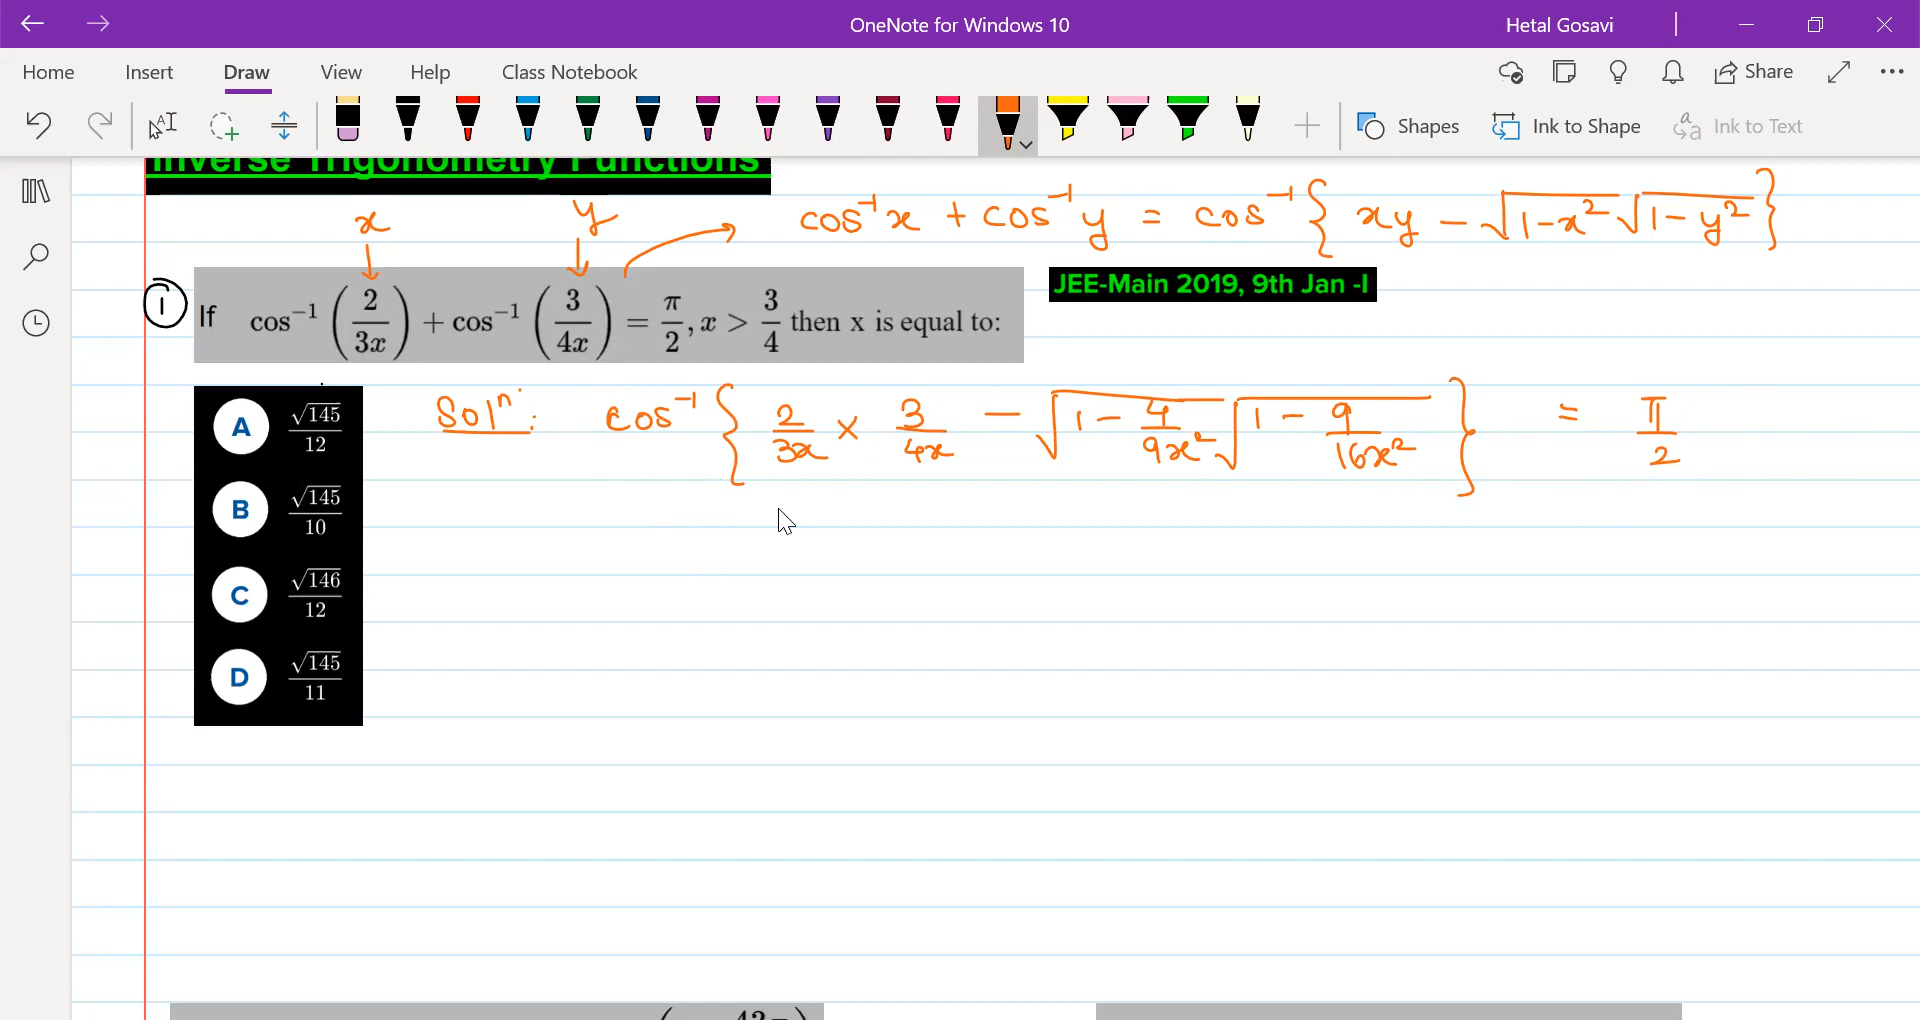 OneNote for Windows 10
Hetal Gosavi
Home Insert Draw View Help Class Notebook
Share
Shapes Ink to Shape Ink to Text
Inverse Trigonometry Functions
x y cos⁻¹x + cos⁻¹y = cos⁻¹{ xy − √(1−x²) √(1−y²) }
JEE-Main 2019, 9th Jan -I
① If cos⁻¹(2/3x) + cos⁻¹(3/4x) = π/2, x > 3/4 then x is equal to:
Solⁿ: cos⁻¹{ 2/3x × 3/4x − √(1 − 4/9x²) √(1 − 9/16x²) } = π/2
A √145/12
B √145/10
C √146/12
D √145/11